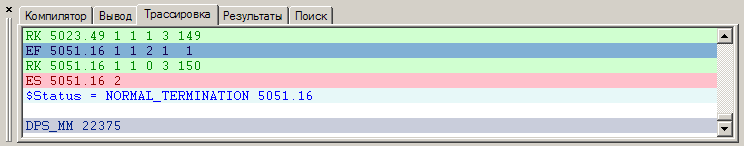 Компилятор Вывод Трассировка Результаты Поиск
RK 5023.49 1 1 1 3 149
EF 5051.16 1 1 2 1  1
RK 5051.16 1 1 0 3 150
ES 5051.16 2
$Status = NORMAL_TERMINATION 5051.16
DPS_MM 22375